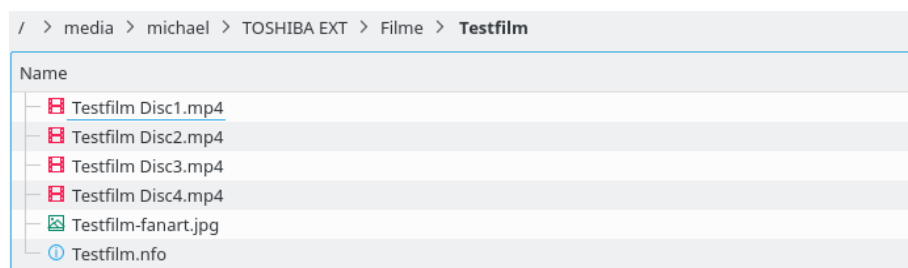 / > media > michael > TOSHIBA EXT > Filme > Testfilm
Name
Testfilm Disc1.mp4
Testfilm Disc2.mp4
Testfilm Disc3.mp4
Testfilm Disc4.mp4
Testfilm-fanart.jpg
Testfilm.nfo